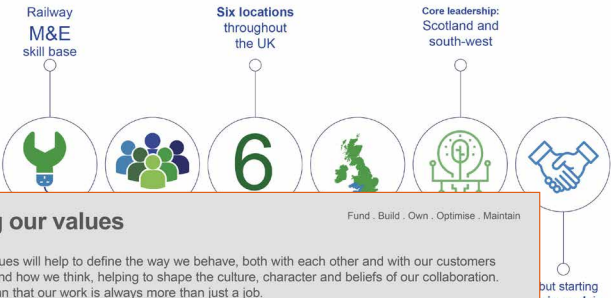 Railway
M&E
skill base
Six locations
throughout
the UK
Core leadership:
Scotland and
south-west
6
our values
Fund . Build . Own . Optimise . Maintain
will help to define the way we behave, both with each other and with our customers
how we think, helping to shape the culture, character and beliefs of our collaboration.
that our work is always more than just a job.
but starting